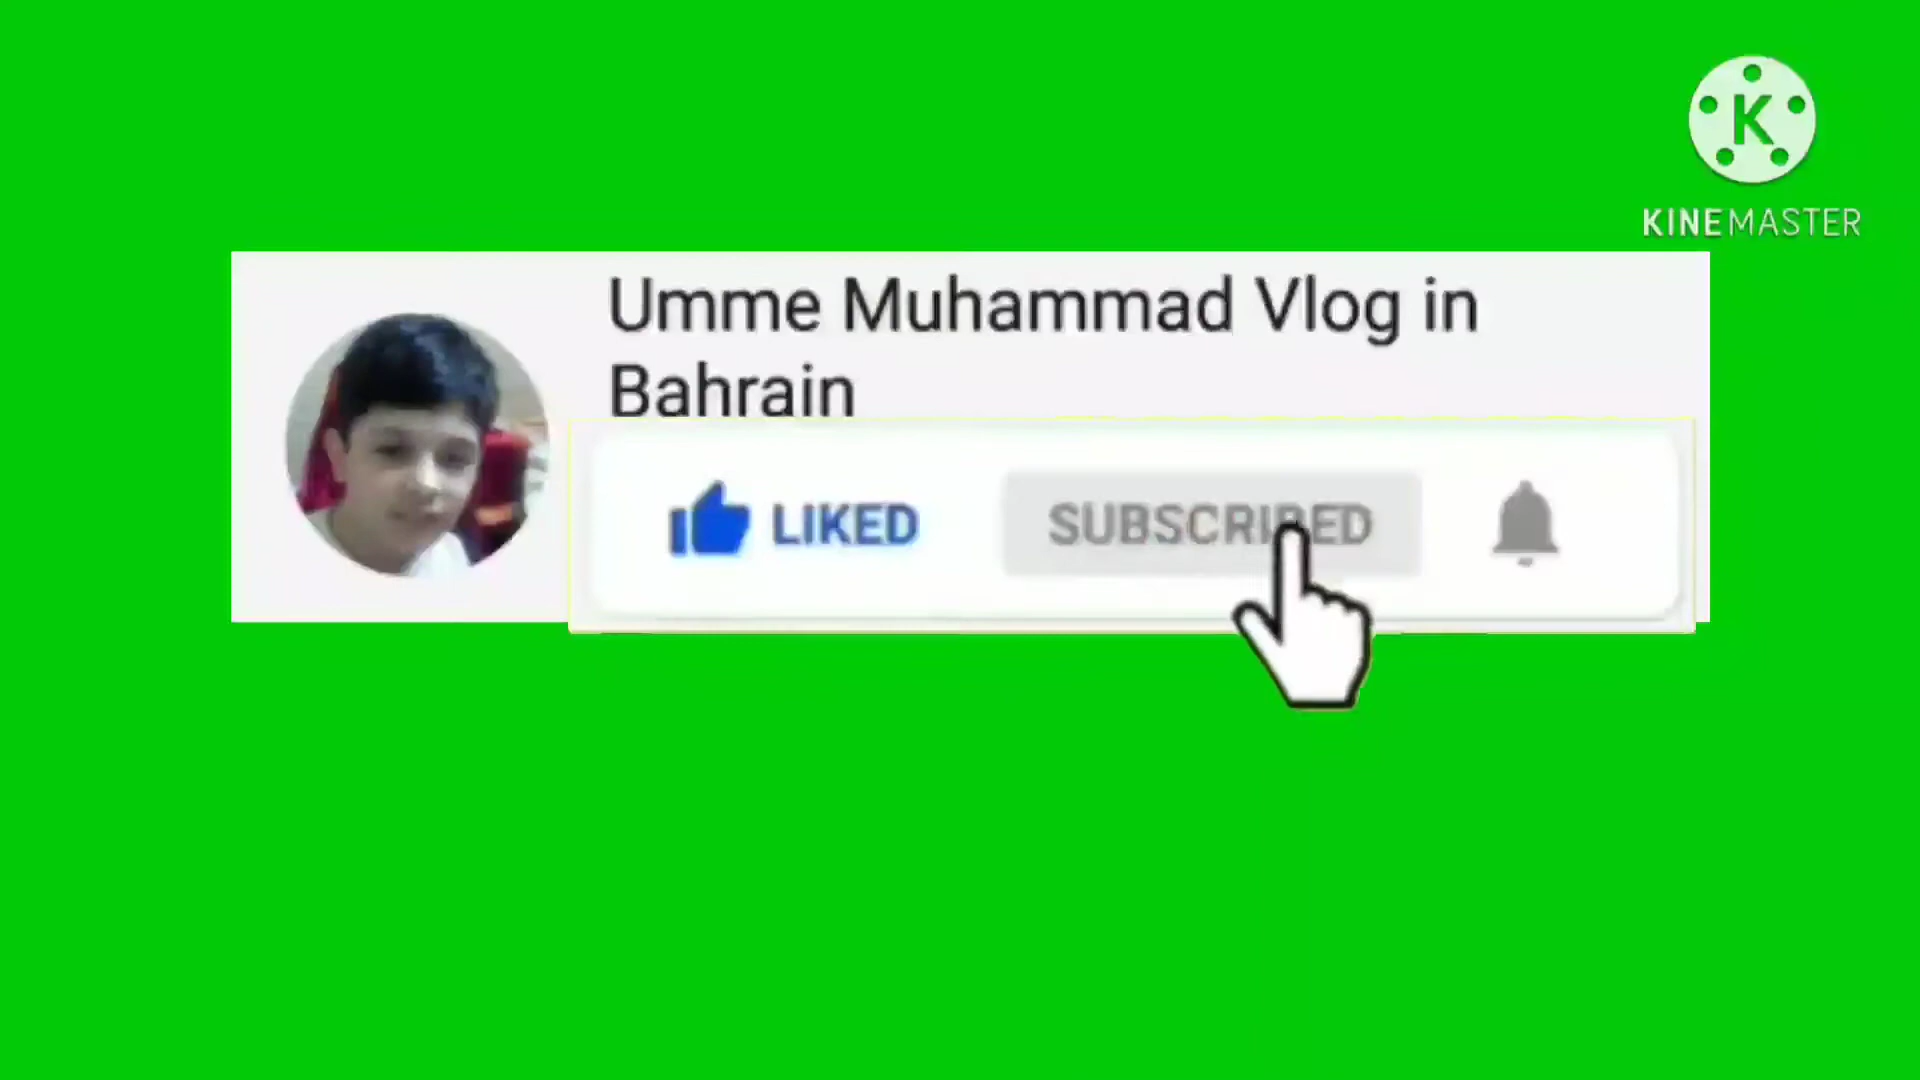 K
KINEMASTER
Umme Muhammad Vlog in
Bahrain
LIKED
SUBSCRIBED